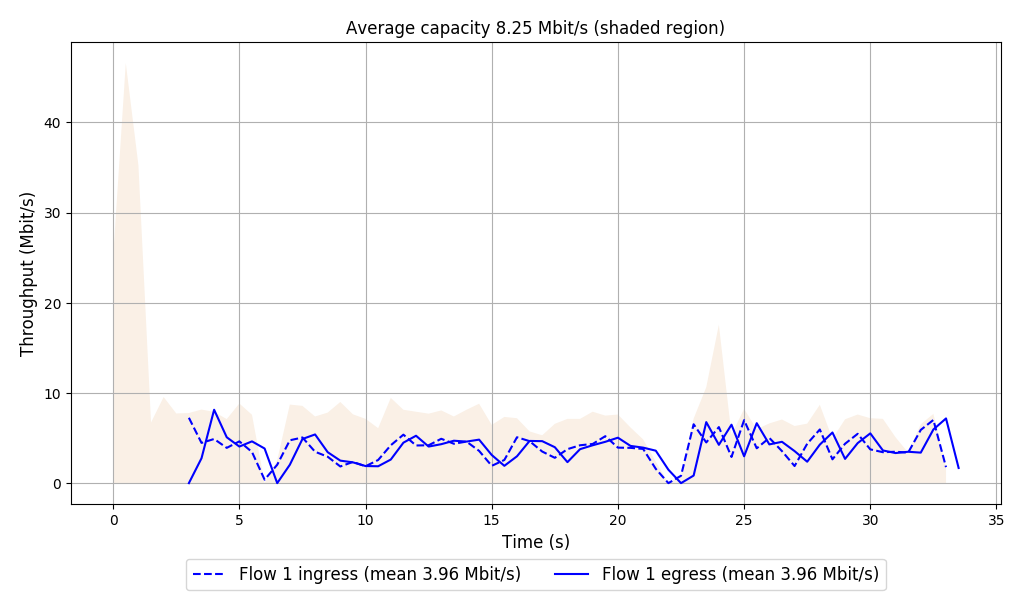 Average capacity 8.25 Mbit/s (shaded region)
Throughput (Mbit/s)
40
30
20
10
0
0 5 10 15 20 25 30 35
Time (s)
Flow 1 ingress (mean 3.96 Mbit/s) Flow 1 egress (mean 3.96 Mbit/s)